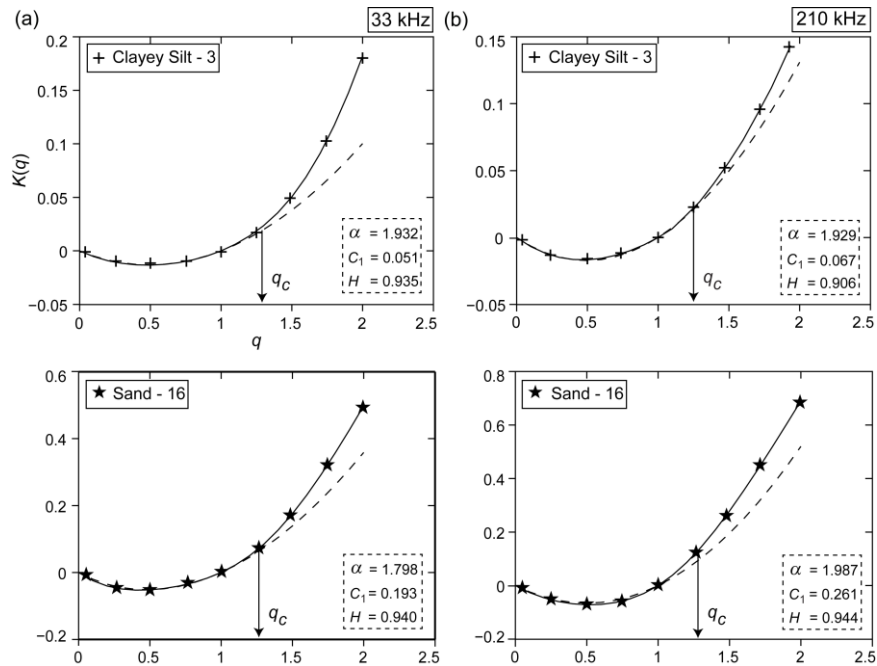 (a)
33 kHz
0.2
0.15
0.1
0.05
0
−0.05
K(q)
+ Clayey Silt - 3
α = 1.932
C1 = 0.051
H = 0.935
qc
0
0.5
1
1.5
2
2.5
q
(b)
210 kHz
0.15
0.1
0.05
0
−0.05
+ Clayey Silt - 3
α = 1.929
C1 = 0.067
H = 0.906
qc
0
0.5
1
1.5
2
2.5
0.6
0.4
0.2
0
−0.2
★ Sand - 16
α = 1.798
C1 = 0.193
H = 0.940
qc
0
0.5
1
1.5
2
2.5
0.8
0.6
0.4
0.2
0
−0.2
★ Sand - 16
α = 1.987
C1 = 0.261
H = 0.944
qc
0
0.5
1
1.5
2
2.5